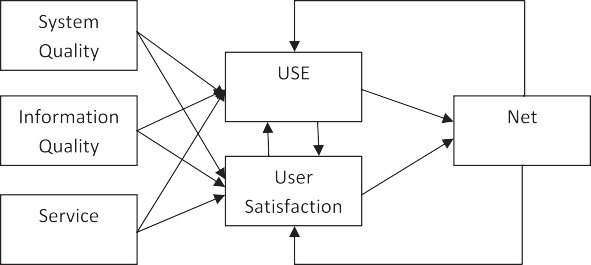 System
Quality
USE
Information
Quality
Net
User
Satisfaction
Service